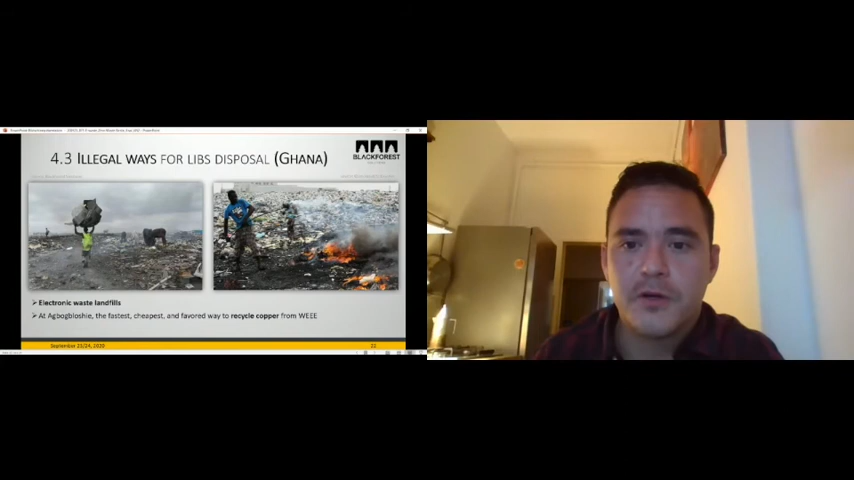 4.3 ILLEGAL WAYS FOR LIBS DISPOSAL (GHANA)
BLACKFOREST
➢ Electronic waste landfills
➢ At Agbogbloshie, the fastest, cheapest, and favored way to recycle copper from WEEE
September 23/24, 2020
22